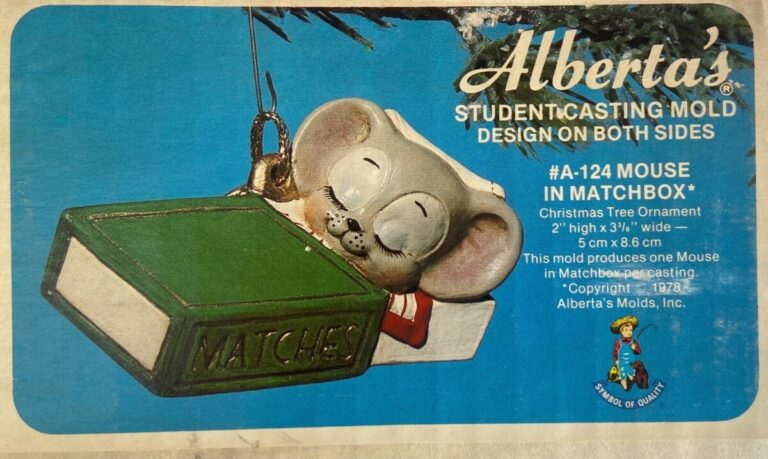 Alberta's®
STUDENT CASTING MOLD
DESIGN ON BOTH SIDES
#A-124 MOUSE
IN MATCHBOX*
Christmas Tree Ornament
2'' high x 3³/₈'' wide —
5 cm x 8.6 cm
This mold produces one Mouse
in Matchbox per casting.
*Copyright © 1978 -
Alberta's Molds, Inc.
SYMBOL OF QUALITY
MATCHES